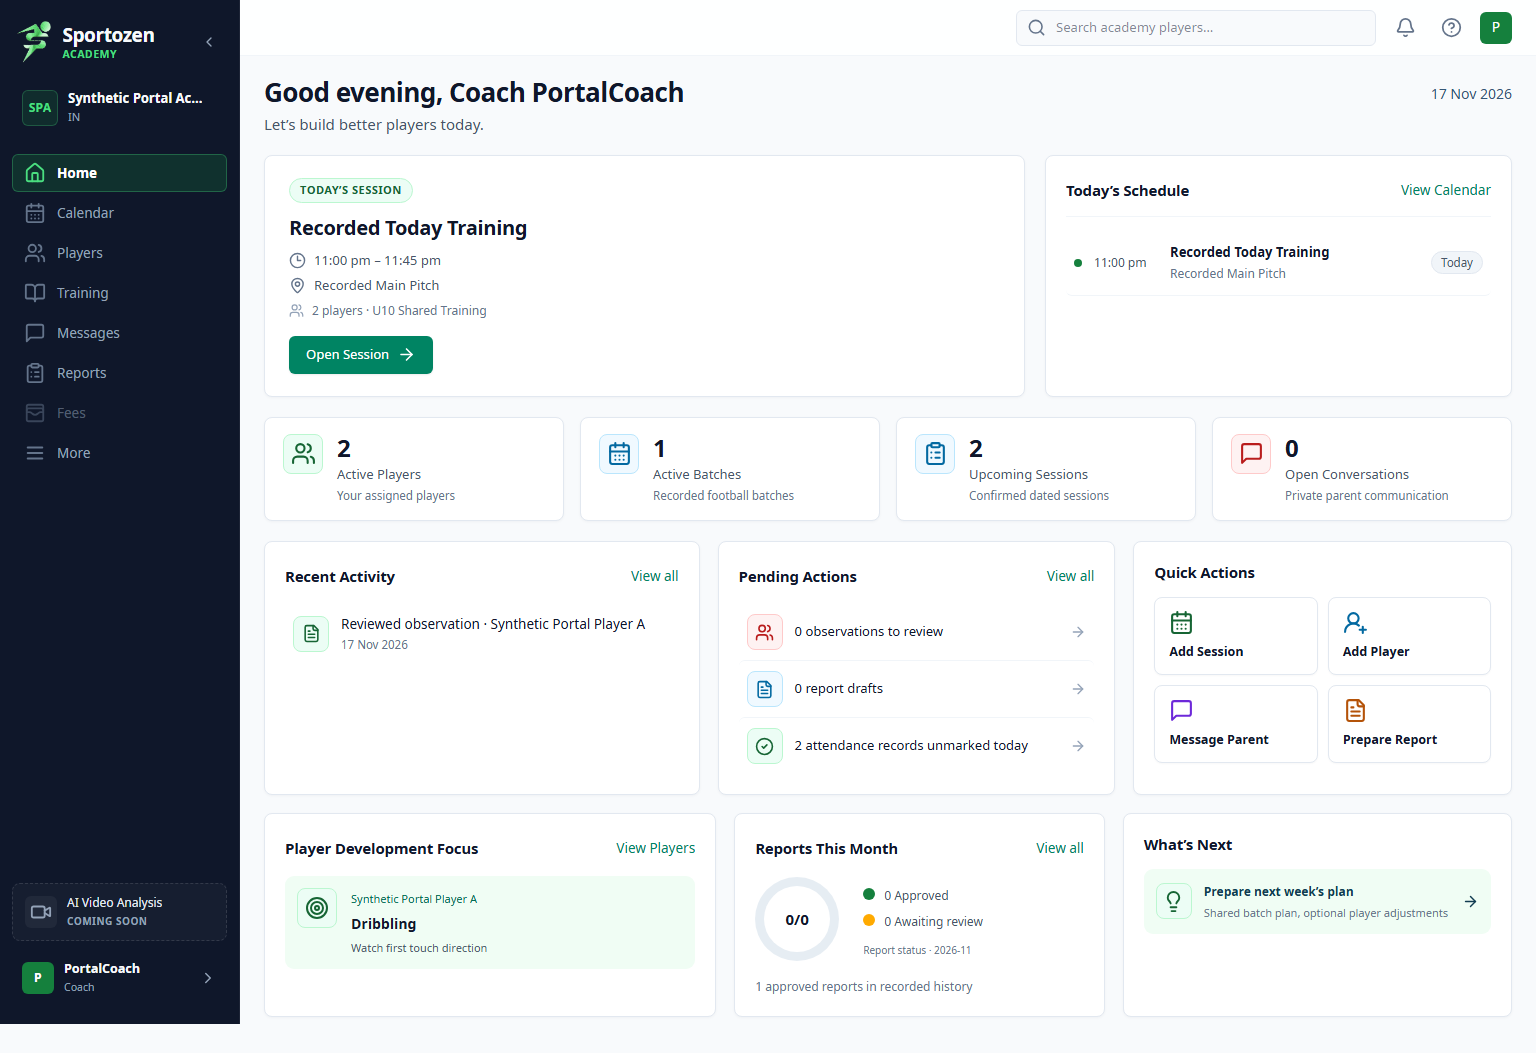 Sportozen
ACADEMY
SPA
Synthetic Portal Ac...
IN
Home
Calendar
Players
Training
Messages
Reports
Fees
More
AI Video Analysis
COMING SOON
P
PortalCoach
Coach
Search academy players...
P
Good evening, Coach PortalCoach
17 Nov 2026
Let’s build better players today.
TODAY’S SESSION
Recorded Today Training
11:00 pm – 11:45 pm
Recorded Main Pitch
2 players · U10 Shared Training
Open Session
Today’s Schedule
View Calendar
11:00 pm
Recorded Today Training
Recorded Main Pitch
Today
2
Active Players
Your assigned players
1
Active Batches
Recorded football batches
2
Upcoming Sessions
Confirmed dated sessions
0
Open Conversations
Private parent communication
Recent Activity
View all
Reviewed observation · Synthetic Portal Player A
17 Nov 2026
Pending Actions
View all
0 observations to review
0 report drafts
2 attendance records unmarked today
Quick Actions
Add Session
Add Player
Message Parent
Prepare Report
Player Development Focus
View Players
Synthetic Portal Player A
Dribbling
Watch first touch direction
Reports This Month
View all
0/0
0 Approved
0 Awaiting review
Report status · 2026-11
1 approved reports in recorded history
What’s Next
Prepare next week’s plan
Shared batch plan, optional player adjustments